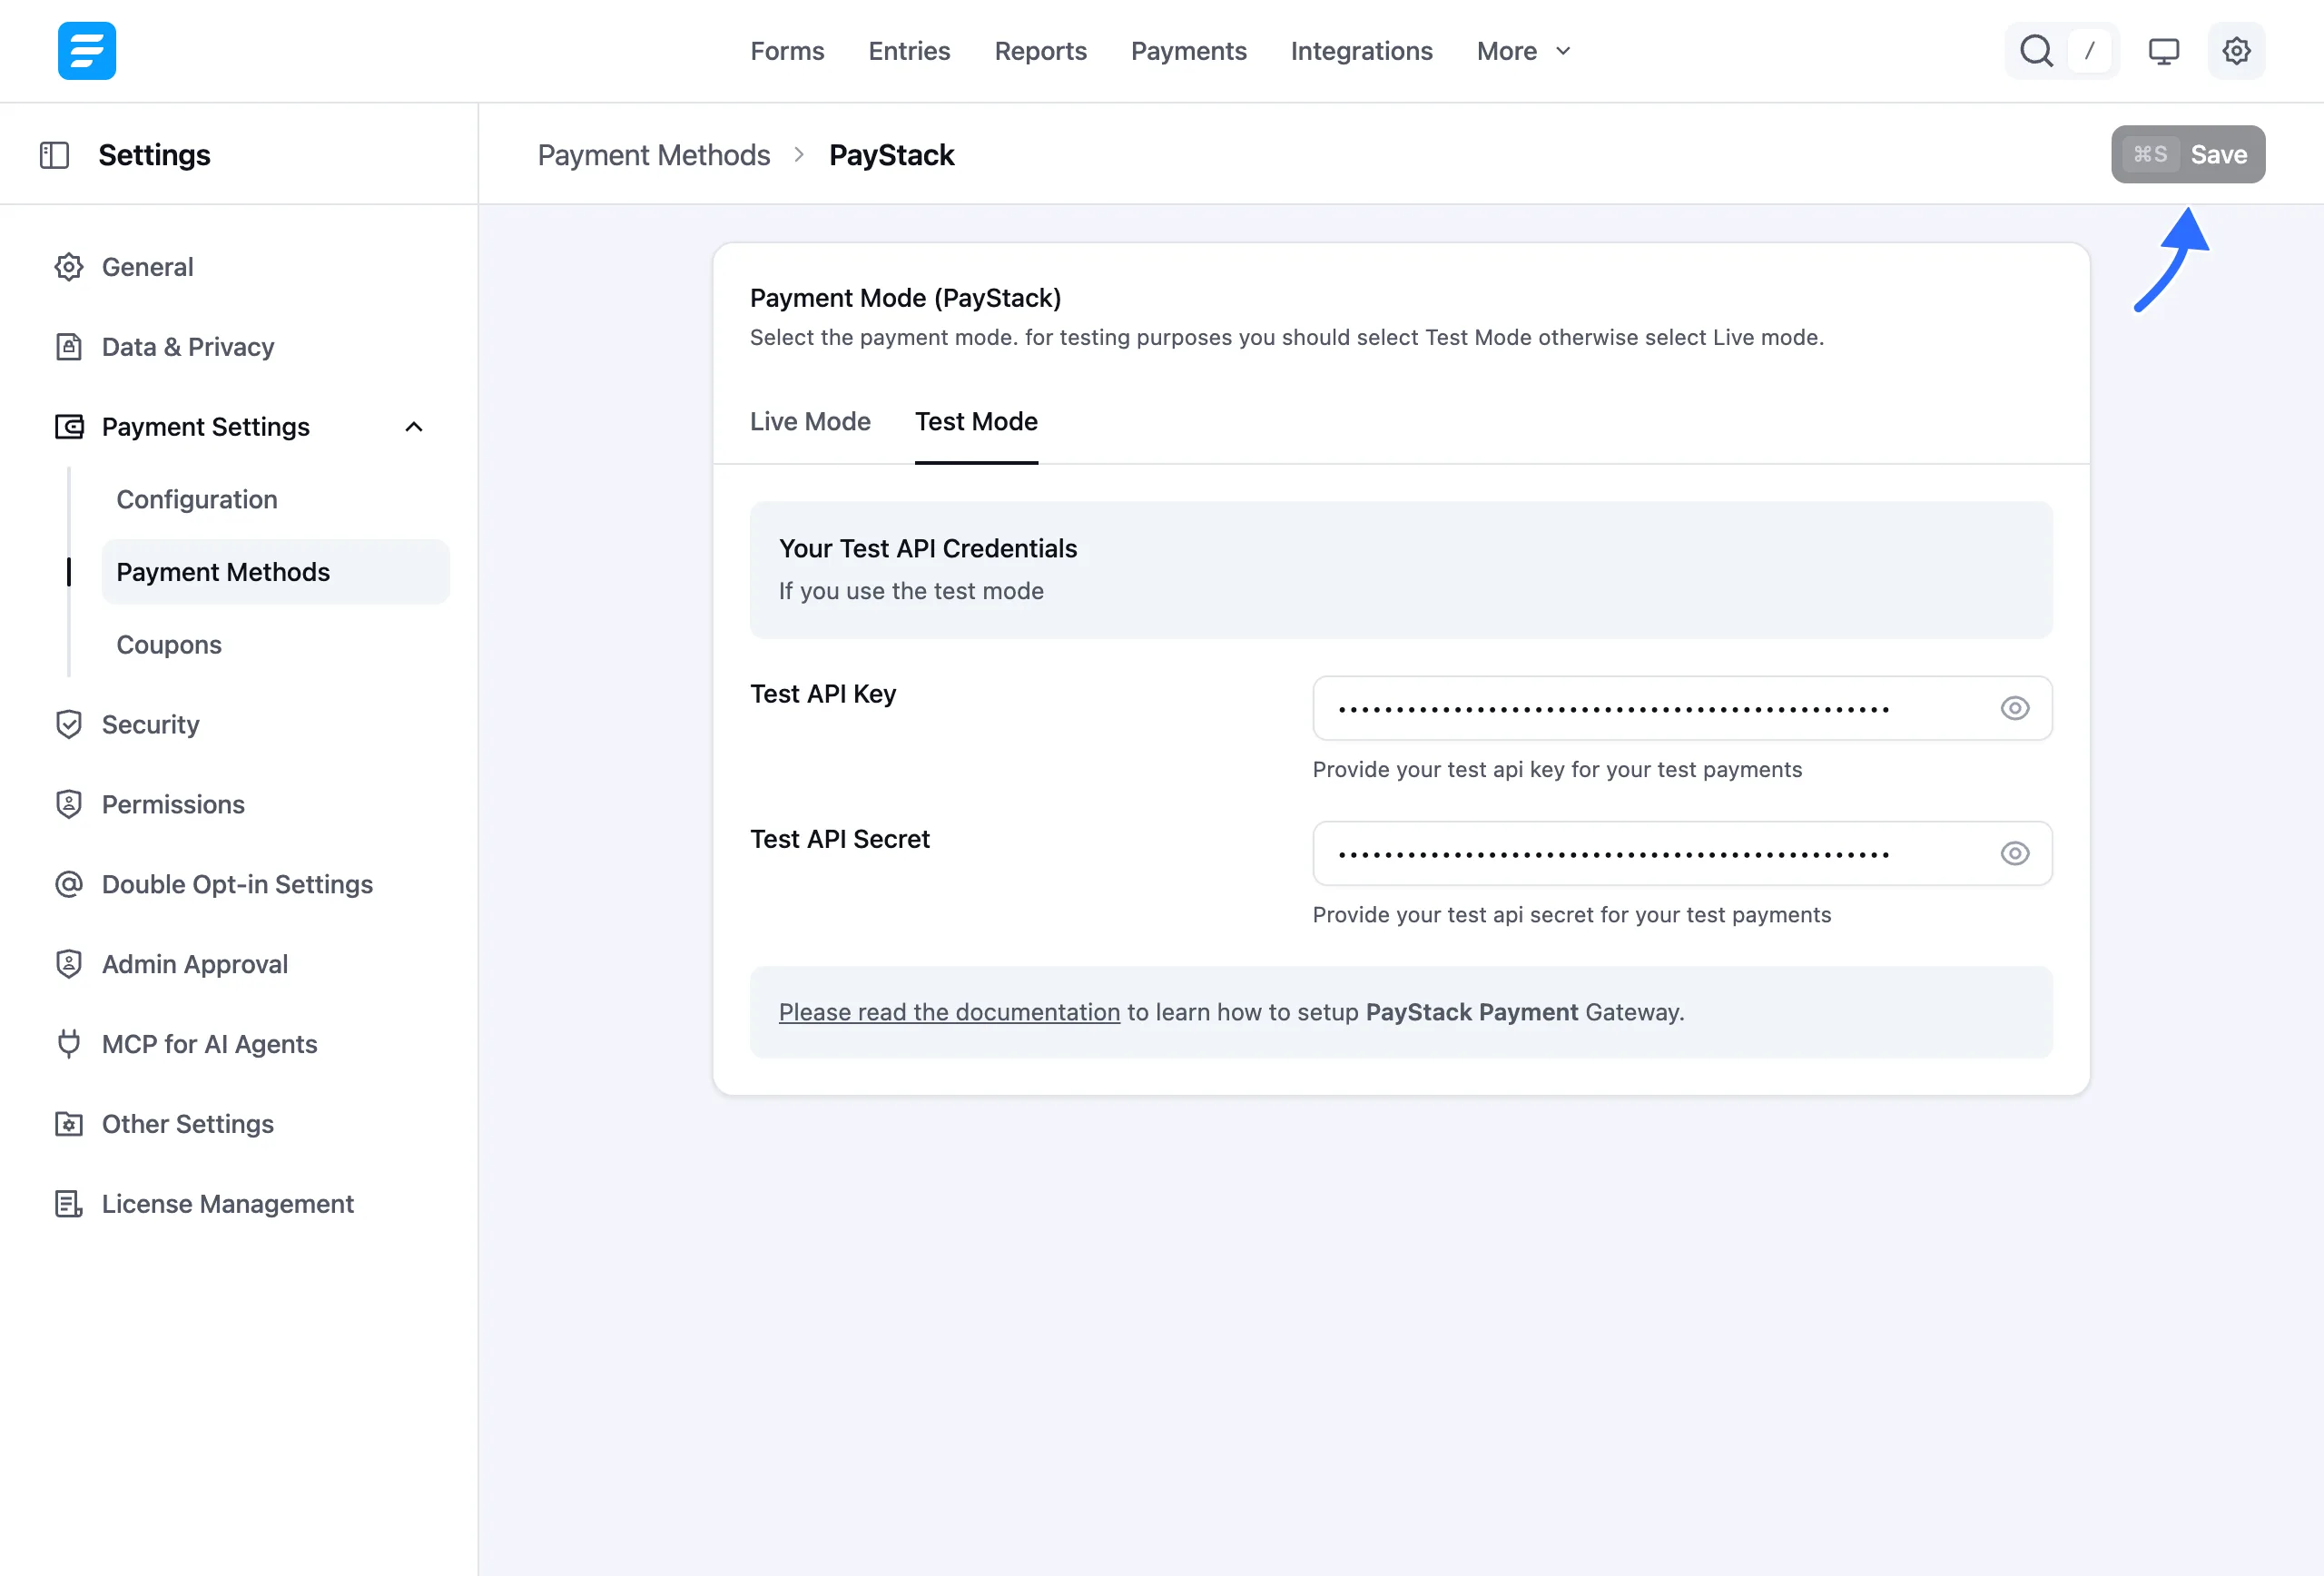 Forms Entries Reports Payments Integrations More /
Settings
Payment Methods > PayStack
⌘S Save
General
Data & Privacy
Payment Settings
Configuration
Payment Methods
Coupons
Security
Permissions
Double Opt-in Settings
Admin Approval
MCP for AI Agents
Other Settings
License Management
Payment Mode (PayStack)
Select the payment mode. for testing purposes you should select Test Mode otherwise select Live mode.
Live Mode Test Mode
Your Test API Credentials
If you use the test mode
Test API Key
Provide your test api key for your test payments
Test API Secret
Provide your test api secret for your test payments
Please read the documentation to learn how to setup PayStack Payment Gateway.